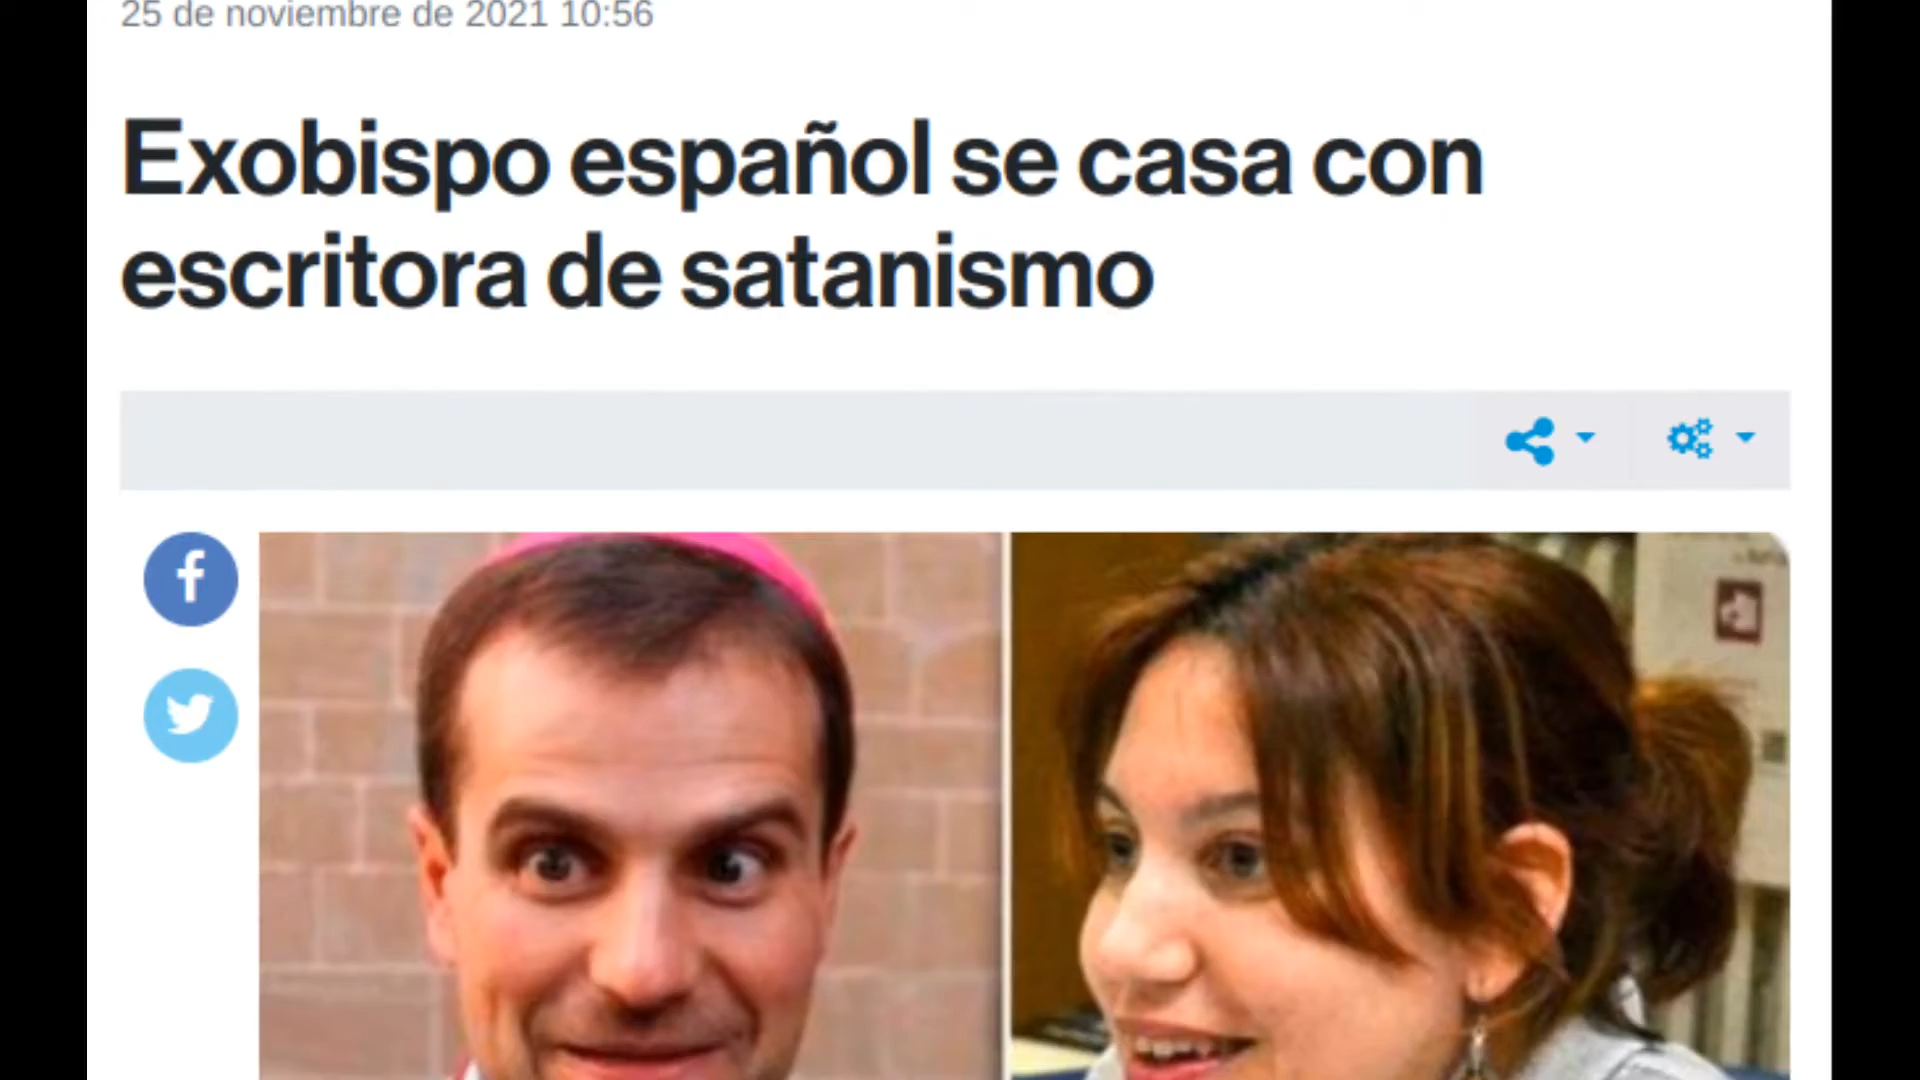 25 de noviembre de 2021 10:56
Exobispo español se casa con
escritora de satanismo